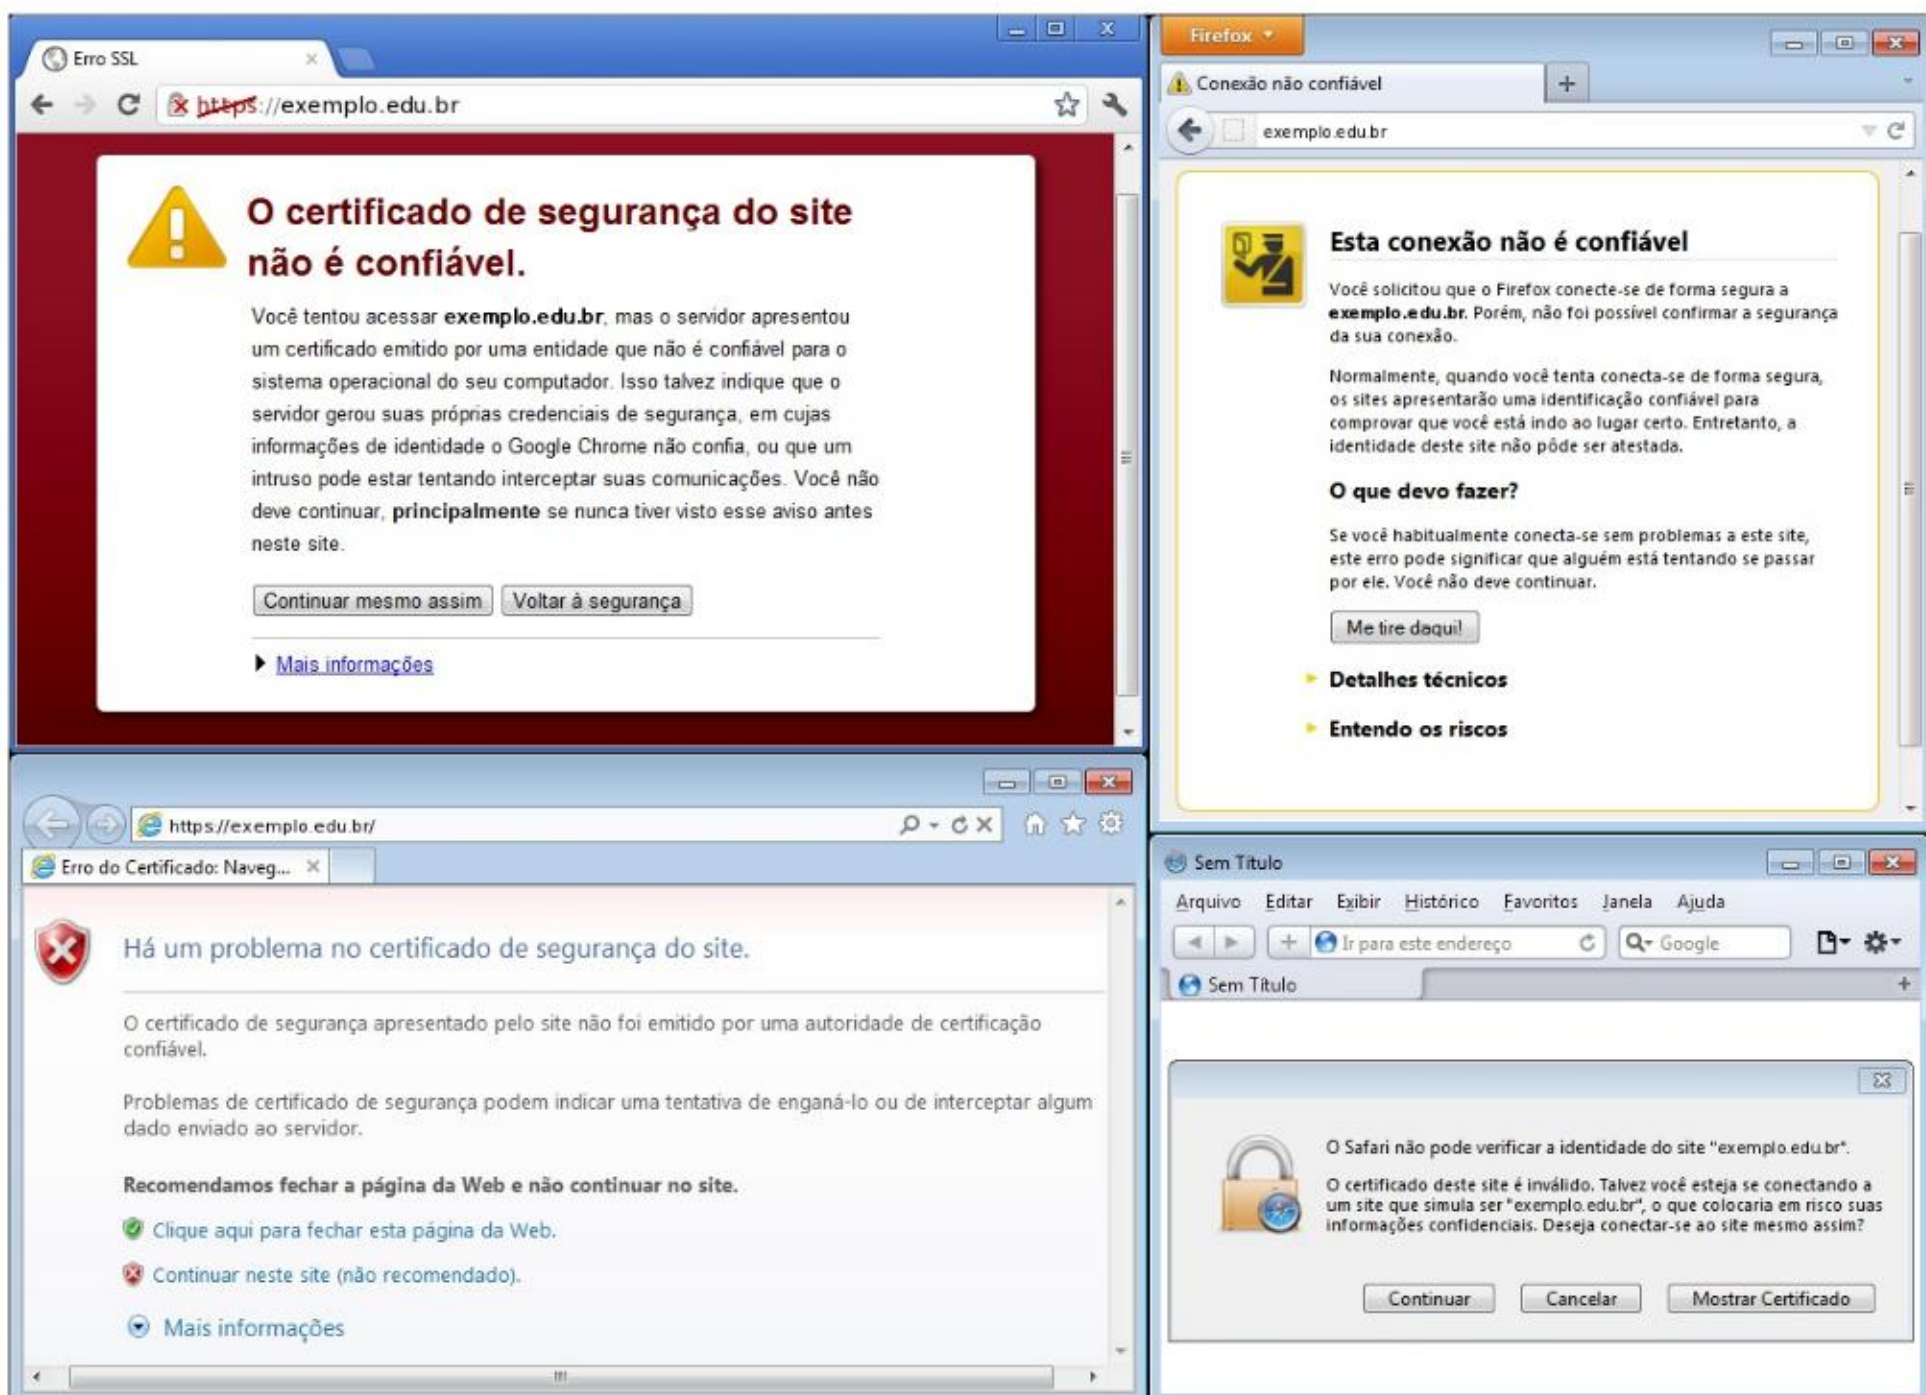 Erro SSL
https://exemplo.edu.br
O certificado de segurança do site
não é confiável.
Você tentou acessar exemplo.edu.br, mas o servidor apresentou
um certificado emitido por uma entidade que não é confiável para o
sistema operacional do seu computador. Isso talvez indique que o
servidor gerou suas próprias credenciais de segurança, em cujas
informações de identidade o Google Chrome não confia, ou que um
intruso pode estar tentando interceptar suas comunicações. Você não
deve continuar, principalmente se nunca tiver visto esse aviso antes
neste site.
Continuar mesmo assim Voltar à segurança
Mais informações
Firefox
Conexão não confiável
exemplo.edu.br
Esta conexão não é confiável
Você solicitou que o Firefox conecte-se de forma segura a
exemplo.edu.br. Porém, não foi possível confirmar a segurança
da sua conexão.
Normalmente, quando você tenta conecta-se de forma segura,
os sites apresentarão uma identificação confiável para
comprovar que você está indo ao lugar certo. Entretanto, a
identidade deste site não pôde ser atestada.
O que devo fazer?
Se você habitualmente conecta-se sem problemas a este site,
este erro pode significar que alguém está tentando se passar
por ele. Você não deve continuar.
Me tire daqui!
Detalhes técnicos
Entendo os riscos
https://exemplo.edu.br/
Erro do Certificado: Naveg...
Há um problema no certificado de segurança do site.
O certificado de segurança apresentado pelo site não foi emitido por uma autoridade de certificação
confiável.
Problemas de certificado de segurança podem indicar uma tentativa de enganá-lo ou de interceptar algum
dado enviado ao servidor.
Recomendamos fechar a página da Web e não continuar no site.
Clique aqui para fechar esta página da Web.
Continuar neste site (não recomendado).
Mais informações
Sem Título
Arquivo Editar Exibir Histórico Favoritos Janela Ajuda
Ir para este endereço Google
Sem Título
O Safari não pode verificar a identidade do site "exemplo.edu.br".
O certificado deste site é inválido. Talvez você esteja se conectando a
um site que simula ser "exemplo.edu.br", o que colocaria em risco suas
informações confidenciais. Deseja conectar-se ao site mesmo assim?
Continuar Cancelar Mostrar Certificado